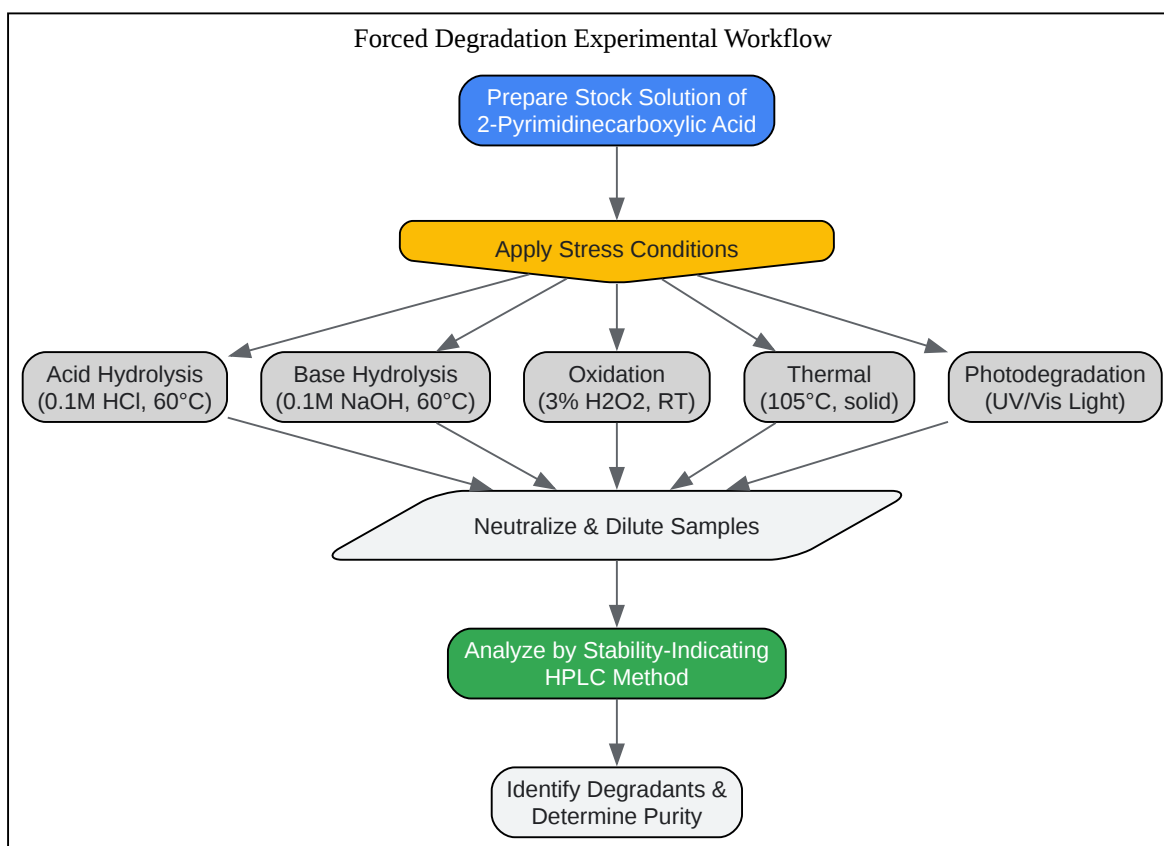 Forced Degradation Experimental Workflow
Prepare Stock Solution of
2-Pyrimidinecarboxylic Acid
Apply Stress Conditions
Acid Hydrolysis
(0.1M HCl, 60°C)
Base Hydrolysis
(0.1M NaOH, 60°C)
Oxidation
(3% H2O2, RT)
Thermal
(105°C, solid)
Photodegradation
(UV/Vis Light)
Neutralize & Dilute Samples
Analyze by Stability-Indicating
HPLC Method
Identify Degradants &
Determine Purity